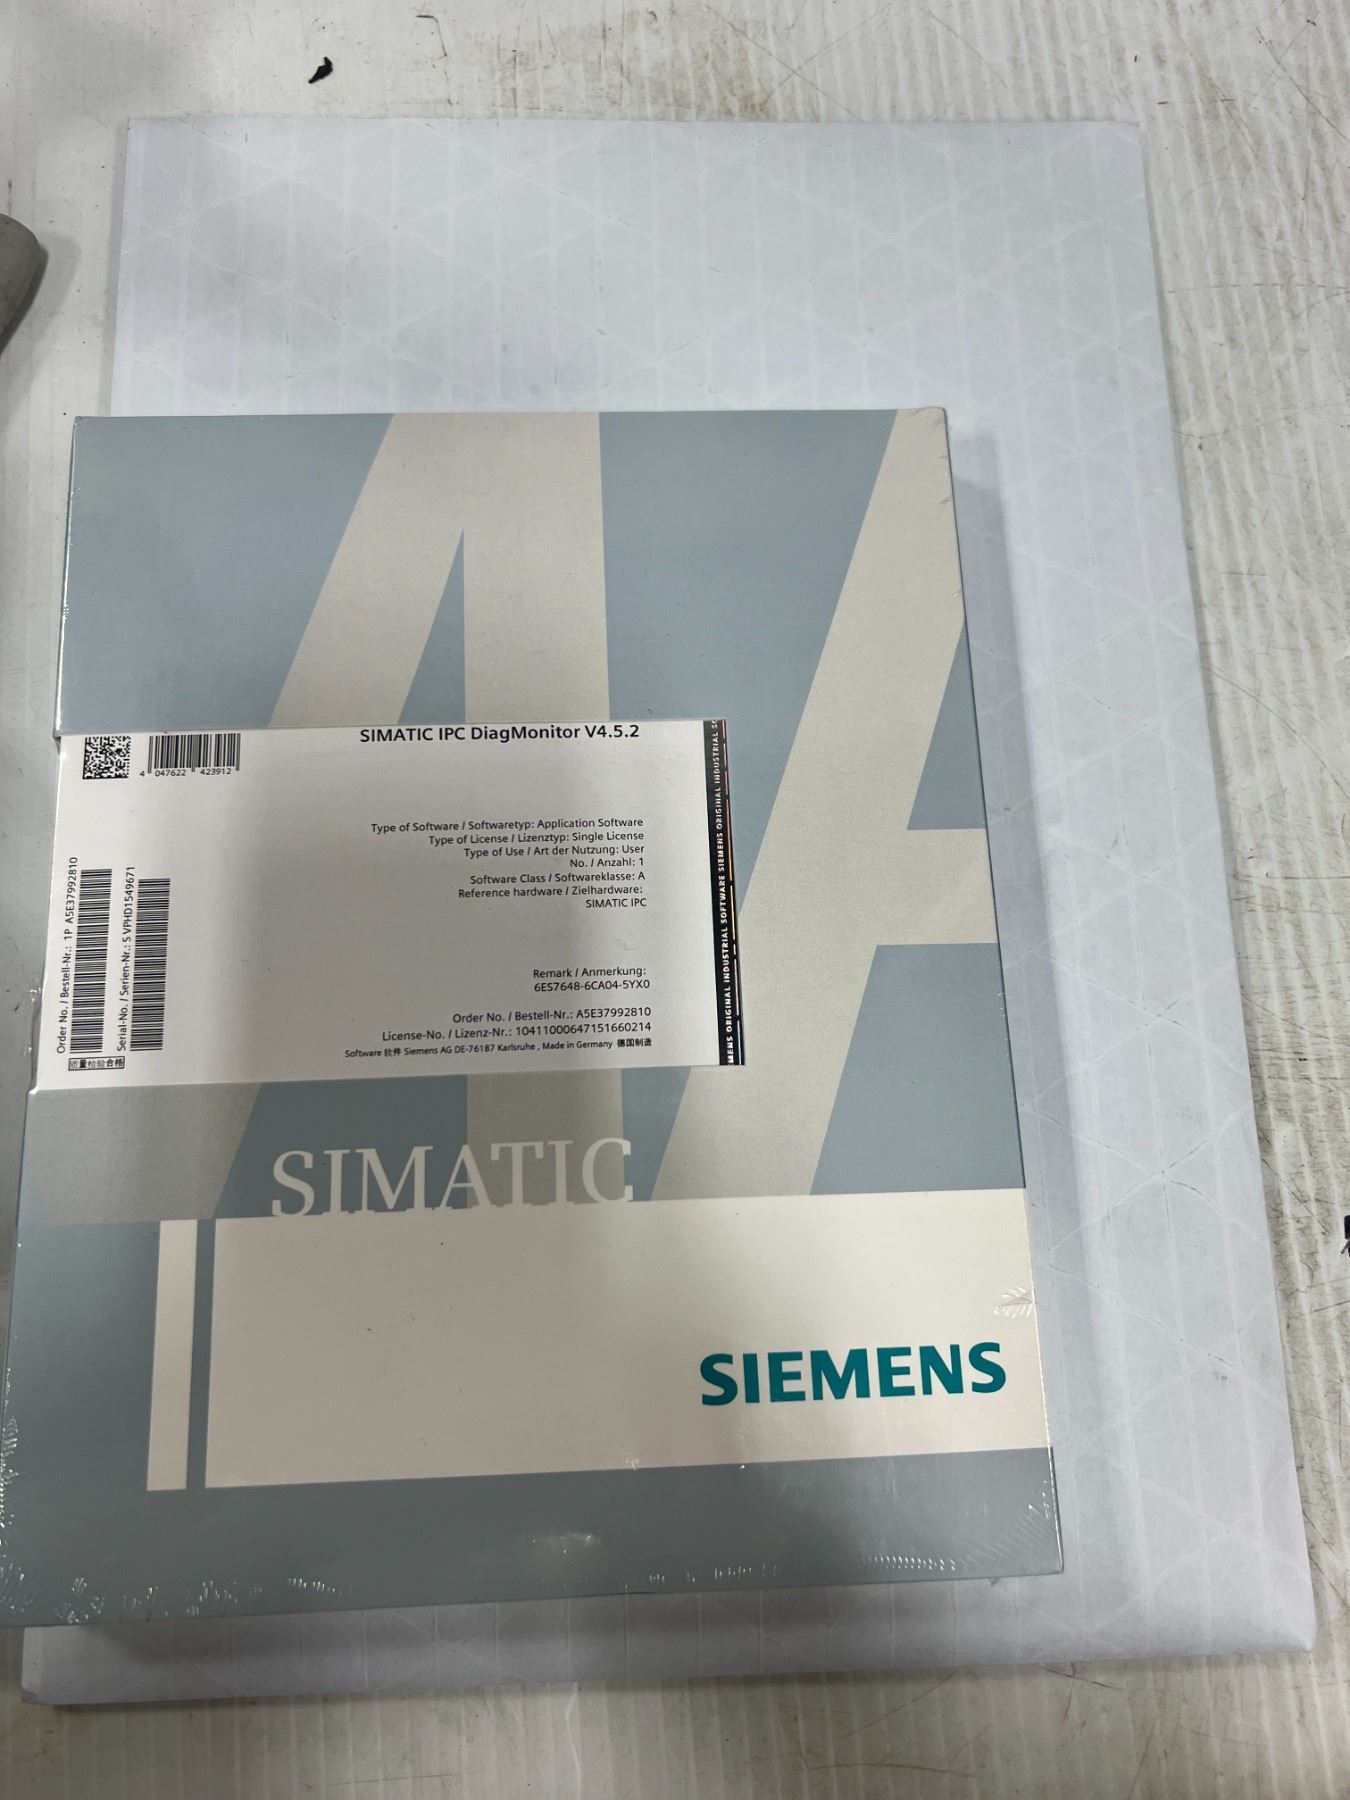 SIMATIC IPC DiagMonitor V4.5.2
4 047622 423912
Type of Software / Softwaretyp: Application Software
Type of License / Lizenztyp: Single License
Type of Use / Art der Nutzung: User
No. / Anzahl: 1
Software Class / Softwareklasse: A
Reference hardware / Zielhardware:
SIMATIC IPC
Remark / Anmerkung:
6ES7648-6CA04-5YX0
Order No. / Bestell-Nr.: A5E37992810
License-No. / Lizenz-Nr.: 10411000647151660214
Software 软件 Siemens AG DE-76187 Karlsruhe , Made in Germany 德国制造
Order No. / Bestell-Nr.: 1P A5E37992810
Serial-No. / Serien-Nr.: S VPHD1549671
质量检验合格
MENS ORIGINAL INDUSTRIAL SOFTWARE SIEMENS ORIGINAL INDUSTRIAL SO
SIMATIC
SIEMENS